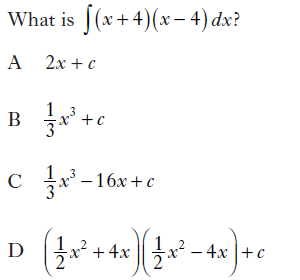 What is ∫(x + 4)(x − 4) dx?
A 2x + c
B 1/3 x³ + c
C 1/3 x³ − 16x + c
D (1/2 x² + 4x)(1/2 x² − 4x) + c